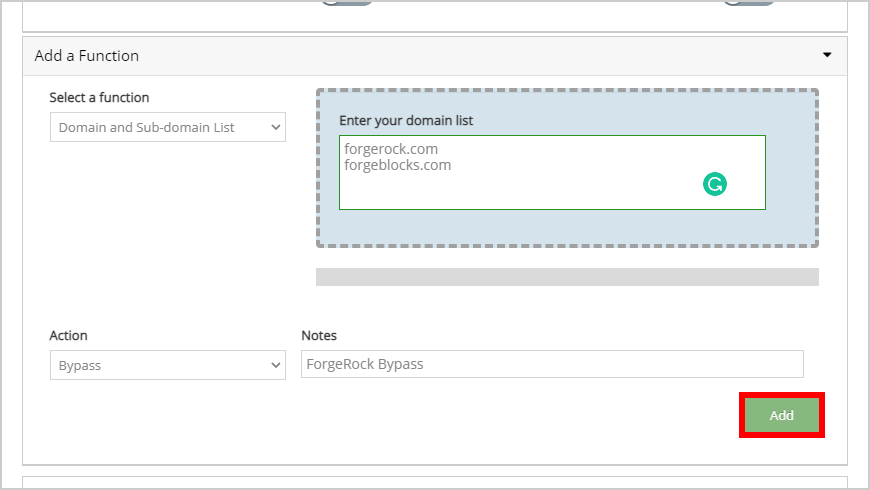 Add a Function
Select a function
Domain and Sub-domain List
Enter your domain list
forgerock.com
forgeblocks.com
Action
Bypass
Notes
ForgeRock Bypass
Add